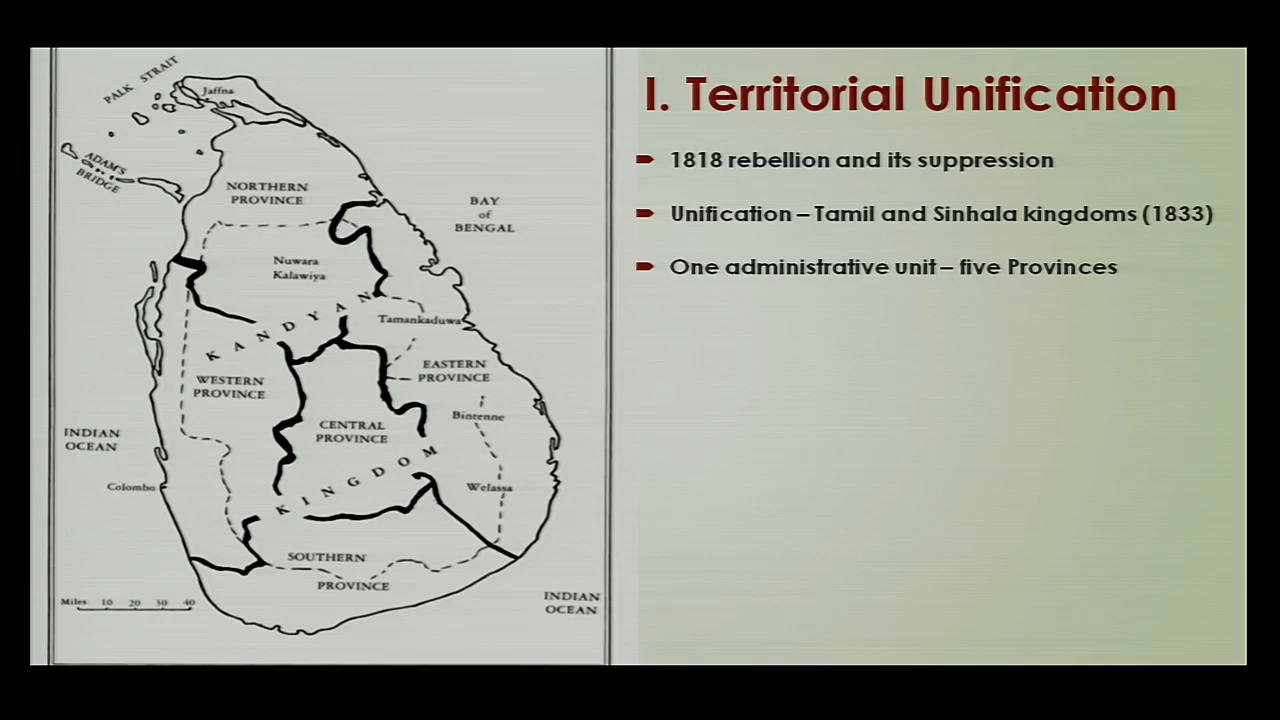 PALK STRAIT
Jaffna
ADAM'S
BRIDGE
NORTHERN
PROVINCE
BAY
of
BENGAL
Nuwara
Kalawiya
KANDYAN
Tamankaduwa
WESTERN
PROVINCE
EASTERN
PROVINCE
Bintenne
CENTRAL
PROVINCE
INDIAN
OCEAN
KINGDOM
Colombo
Welassa
SOUTHERN
PROVINCE
Miles 10 20 30 40
INDIAN
OCEAN
I. Territorial Unification
1818 rebellion and its suppression
Unification – Tamil and Sinhala kingdoms (1833)
One administrative unit – five Provinces